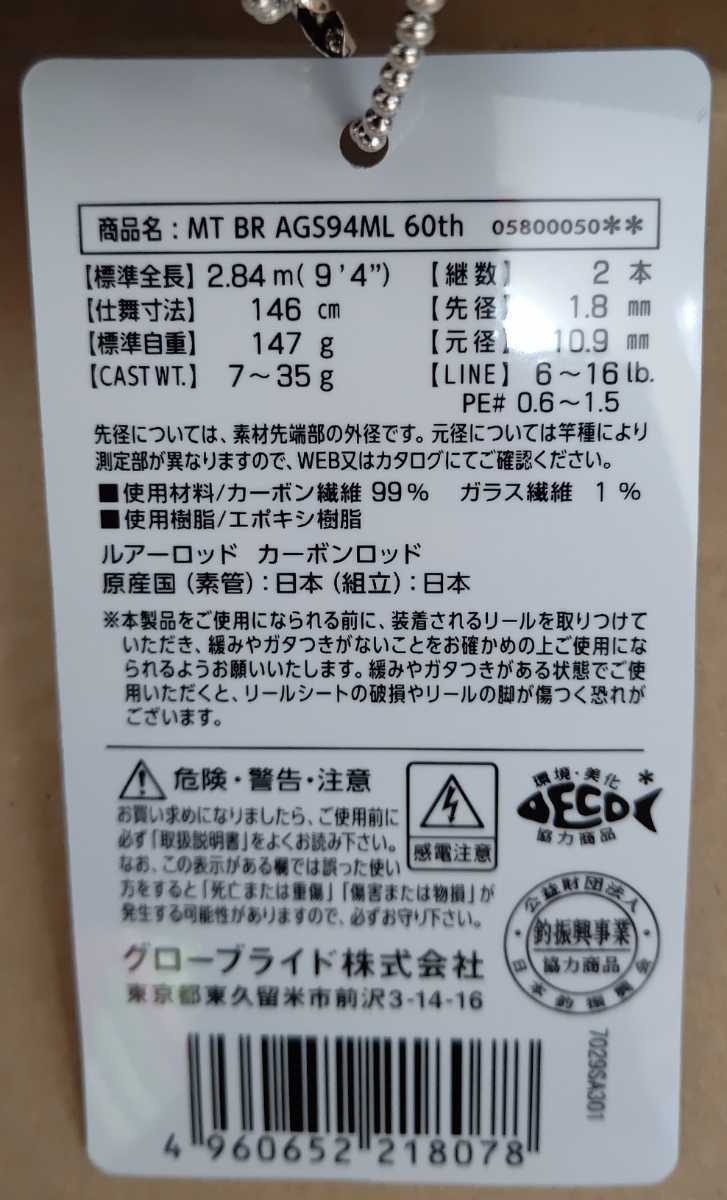 商品名：MT BR AGS94ML 60th 05800050✱✱
【標準全長】2.84m(9'4") 【継数】 2 本
【仕舞寸法】 146 cm 【先径】 1.8 mm
【標準自重】 147 g 【元径】 10.9 mm
【CAST WT.】 7～35g 【LINE】 6～16 lb.
PE# 0.6～1.5
先径については、素材先端部の外径です。元径については竿種により
測定部が異なりますので、WEB又はカタログにてご確認ください。
■使用材料/カーボン繊維 99% ガラス繊維 1 %
■使用樹脂/エポキシ樹脂
ルアーロッド カーボンロッド
原産国（素管）：日本（組立）：日本
※本製品をご使用になられる前に、装着されるリールを取りつけて
いただき、緩みやガタつきがないことをお確かめの上ご使用にな
られるようお願いいたします。緩みやガタつきがある状態でご使
用いただくと、リールシートの破損やリールの脚が傷つく恐れが
ございます。
危険・警告・注意
お買い求めになりましたら、ご使用前に
必ず「取扱説明書」をよくお読み下さい。
なお、この表示がある欄では誤った使い
方をすると「死亡または重傷」「傷害または物損」が
発生する可能性がありますので、必ずお守り下さい。
感電注意
環境・美化 *
ECO
協力商品
公益財団法人
釣振興事業
協力商品
日本釣振興会
グローブライド株式会社
東京都東久留米市前沢3-14-16
7029SA301
4 960652 218078